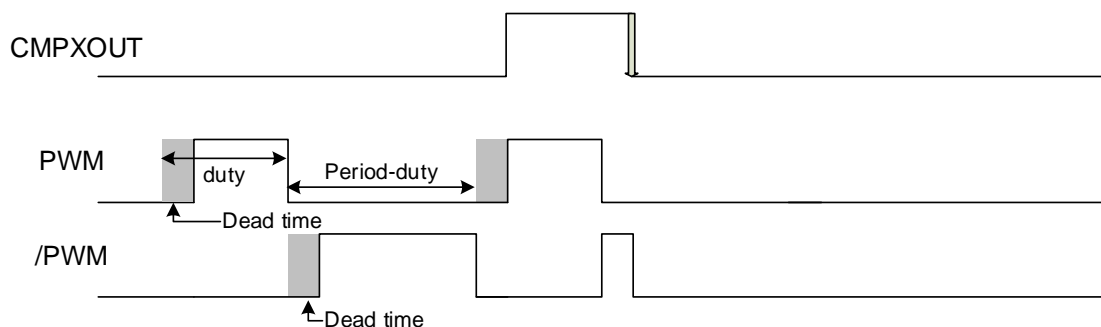 CMPXOUT
PWM
duty
Period-duty
Dead time
/PWM
Dead time